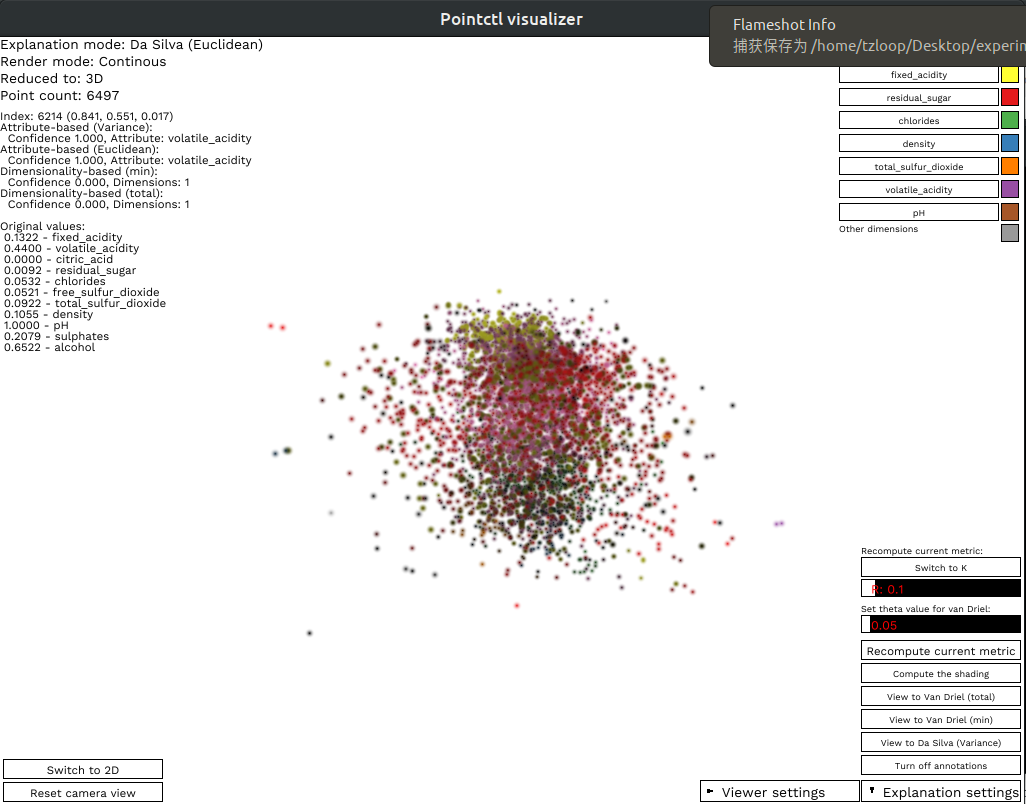 Pointctl visualizer
Flameshot Info
捕获保存为 /home/tzloop/Desktop/experim
Explanation mode: Da Silva (Euclidean)
Render mode: Continous
Reduced to: 3D
Point count: 6497
Index: 6214 (0.841, 0.551, 0.017)
Attribute-based (Variance):
Confidence 1.000, Attribute: volatile_acidity
Attribute-based (Euclidean):
Confidence 1.000, Attribute: volatile_acidity
Dimensionality-based (min):
Confidence 0.000, Dimensions: 1
Dimensionality-based (total):
Confidence 0.000, Dimensions: 1
Original values:
0.1322 - fixed_acidity
0.4400 - volatile_acidity
0.0000 - citric_acid
0.0092 - residual_sugar
0.0532 - chlorides
0.0521 - free_sulfur_dioxide
0.0922 - total_sulfur_dioxide
0.1055 - density
1.0000 - pH
0.2079 - sulphates
0.6522 - alcohol
fixed_acidity
residual_sugar
chlorides
density
total_sulfur_dioxide
volatile_acidity
pH
Other dimensions
Recompute current metric:
Switch to K
R: 0.1
Set theta value for van Driel:
0.05
Recompute current metric
Compute the shading
View to Van Driel (total)
View to Van Driel (min)
View to Da Silva (Variance)
Turn off annotations
Switch to 2D
Reset camera view
Viewer settings
Explanation settings